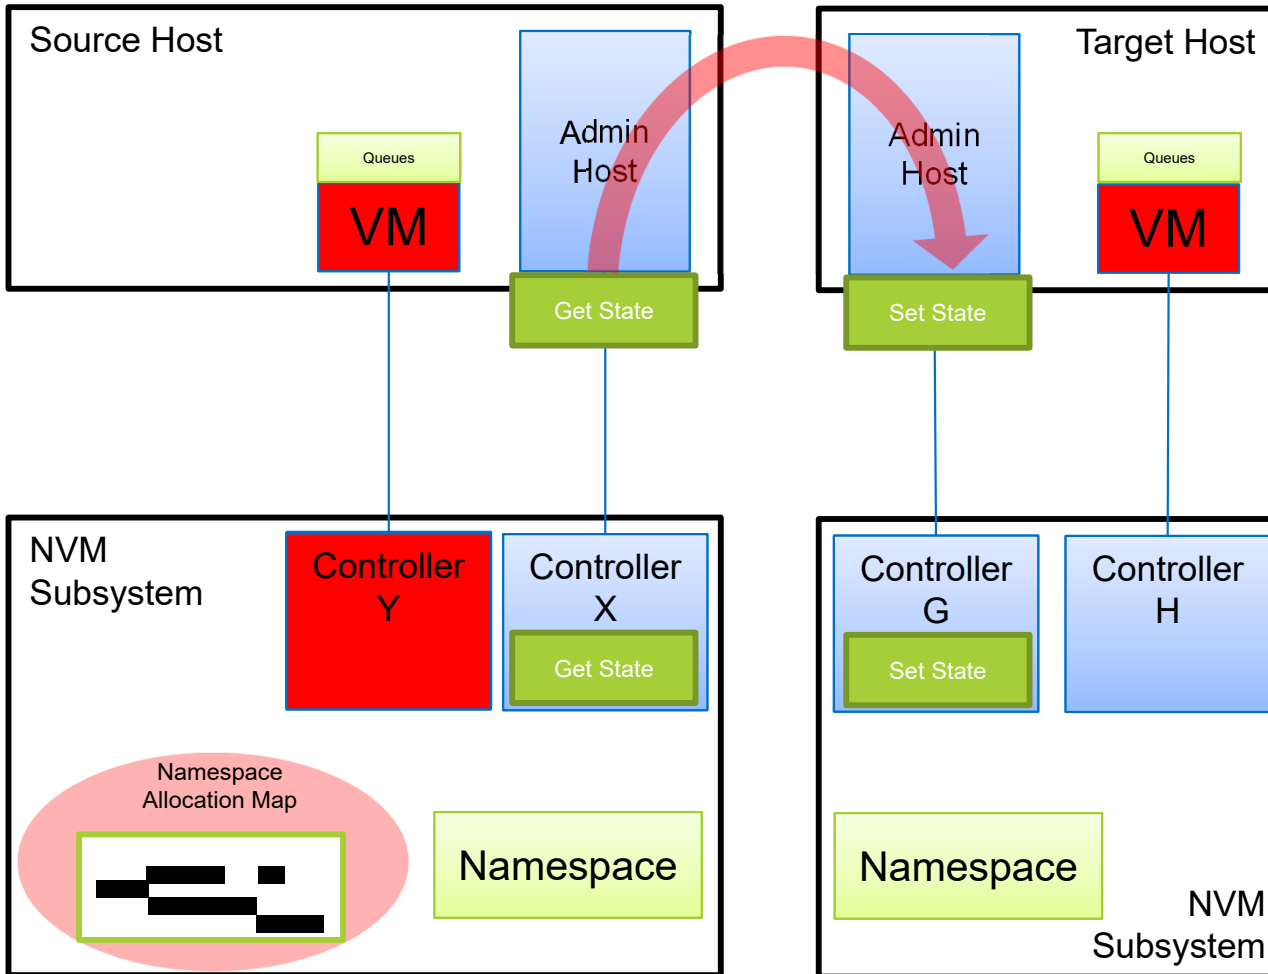 Source Host
Admin
Host
Queues
VM
Get State
Target Host
Admin
Host
Queues
VM
Set State
NVM
Subsystem
Controller
Y
Controller
X
Get State
Namespace
Allocation Map
Namespace
Controller
G
Set State
Controller
H
Namespace
NVM
Subsystem